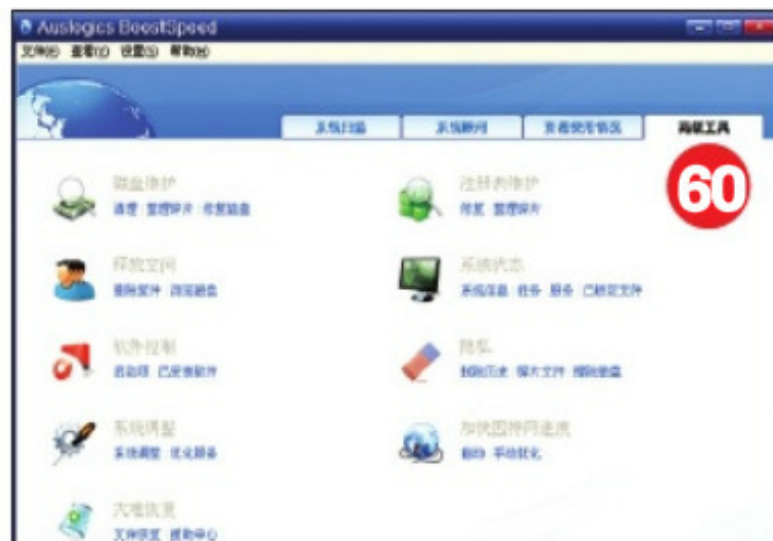 Auslogics BoostSpeed
文件(F) 查看(V) 设置(S) 帮助(H)
系统扫描 系统顾问 查看使用情况 高级工具
60
磁盘维护
清理 整理碎片 修复磁盘
注册表维护
修复 整理碎片
释放空间
删除软件 浏览磁盘
系统状态
系统信息 任务 服务 已锁定文件
软件控制
启动项 已安装软件
隐私
删除历史 碎片文件 擦除磁盘
系统调整
系统调整 优化服务
加快因特网速度
自动 手动优化
灾难恢复
文件恢复 援助中心